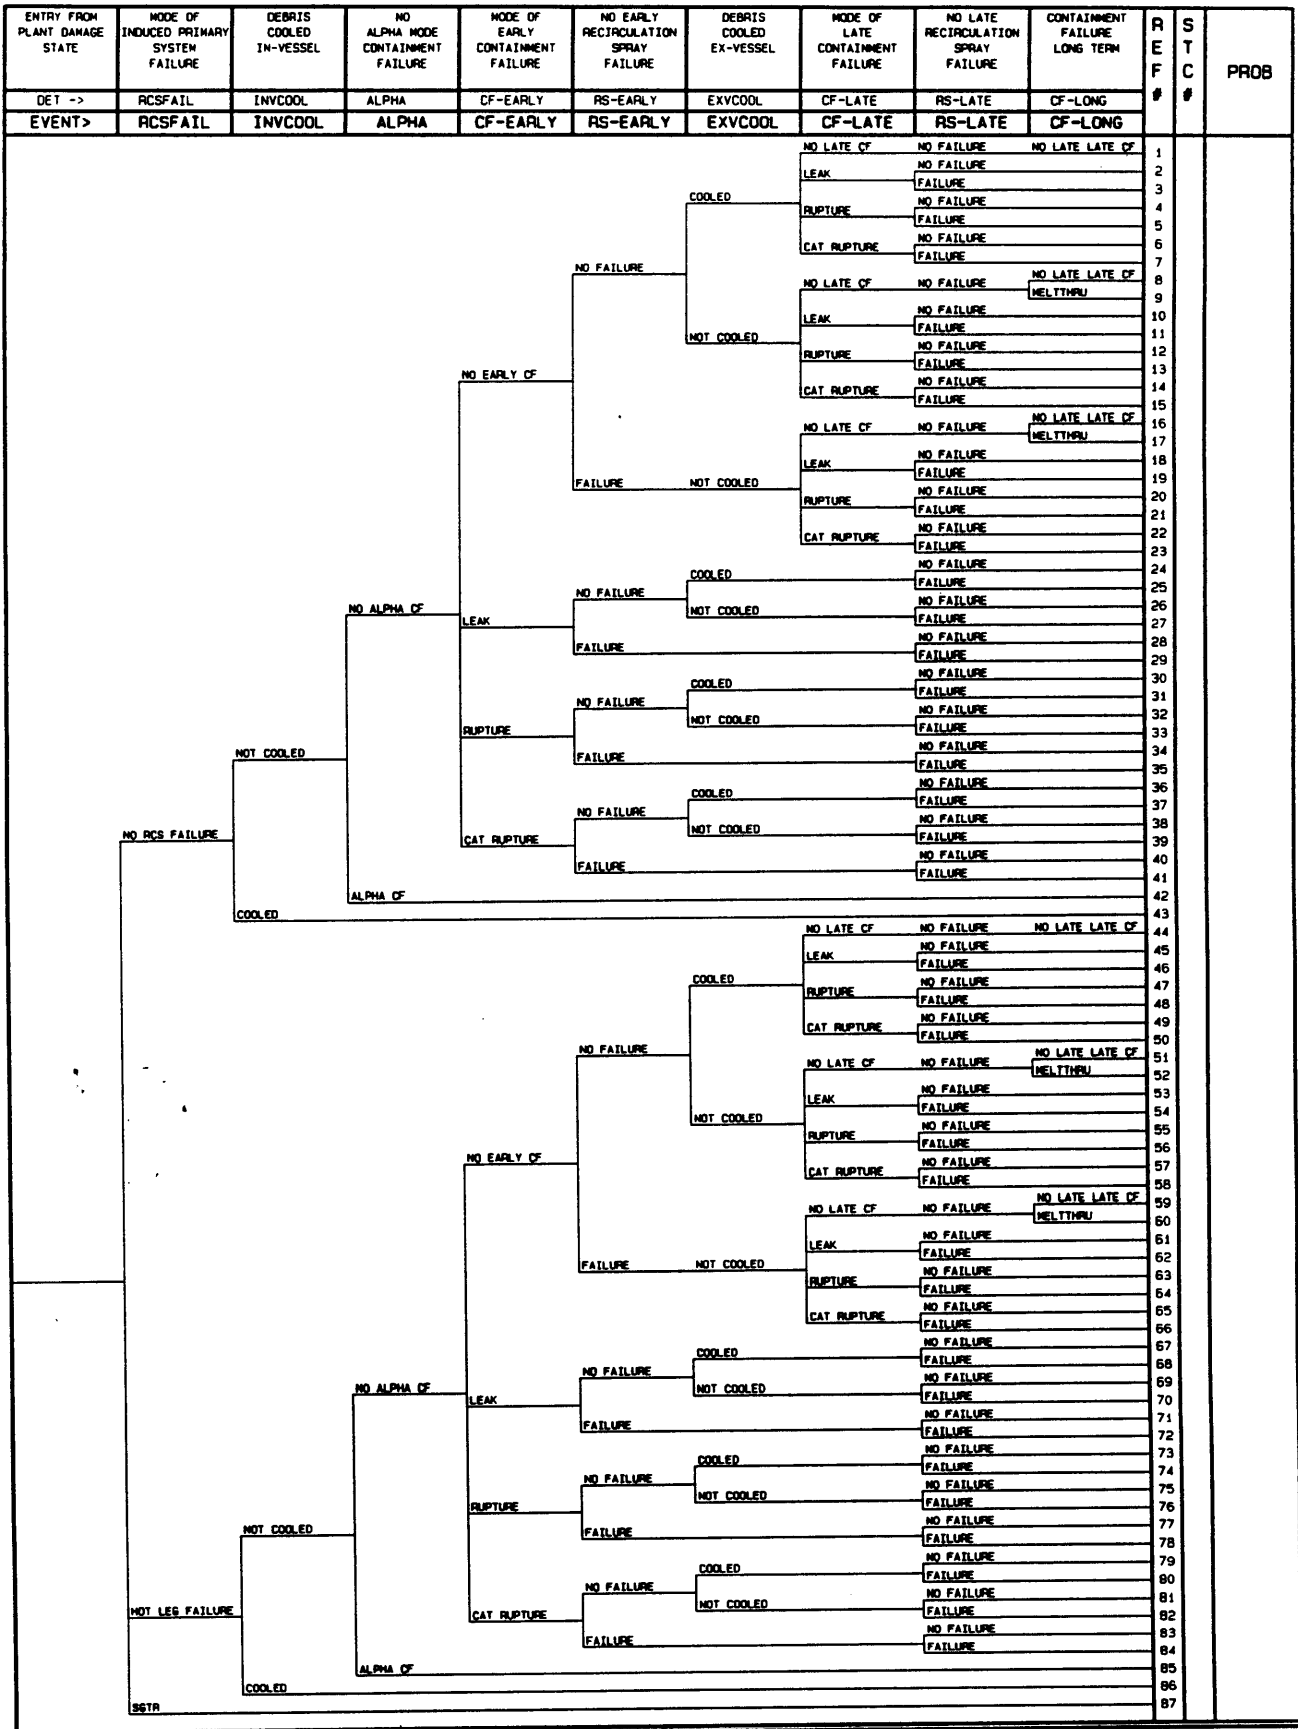 ENTRY FROM PLANT DAMAGE STATE
MODE OF INDUCED PRIMARY SYSTEM FAILURE
DEBRIS COOLED IN-VESSEL
NO ALPHA MODE CONTAINMENT FAILURE
MODE OF EARLY CONTAINMENT FAILURE
NO EARLY RECIRCULATION SPRAY FAILURE
DEBRIS COOLED EX-VESSEL
MODE OF LATE CONTAINMENT FAILURE
NO LATE RECIRCULATION SPRAY FAILURE
CONTAINMENT FAILURE LONG TERM
REF #
STC #
PROB
DET -> RCSFAIL INVCOOL ALPHA CF-EARLY RS-EARLY EXVCOOL CF-LATE RS-LATE CF-LONG
EVENT> RCSFAIL INVCOOL ALPHA CF-EARLY RS-EARLY EXVCOOL CF-LATE RS-LATE CF-LONG
NO LATE CF NO FAILURE NO LATE LATE CF 1
NO FAILURE 2
LEAK
FAILURE 3
COOLED
NO FAILURE 4
RUPTURE
FAILURE 5
NO FAILURE 6
CAT RUPTURE
FAILURE 7
NO FAILURE
NO LATE LATE CF 8
NO LATE CF NO FAILURE
MELTTHRU 9
NO FAILURE 10
LEAK
FAILURE 11
NOT COOLED
NO FAILURE 12
RUPTURE
FAILURE 13
NO EARLY CF
NO FAILURE 14
CAT RUPTURE
FAILURE 15
NO LATE LATE CF 16
NO LATE CF NO FAILURE
MELTTHRU 17
NO FAILURE 18
LEAK
FAILURE 19
FAILURE NOT COOLED
NO FAILURE 20
RUPTURE
FAILURE 21
NO FAILURE 22
CAT RUPTURE
FAILURE 23
NO FAILURE 24
COOLED
FAILURE 25
NO FAILURE
NO FAILURE 26
NO ALPHA CF
NOT COOLED
FAILURE 27
LEAK
NO FAILURE 28
FAILURE
FAILURE 29
NO FAILURE 30
COOLED
FAILURE 31
NO FAILURE
NO FAILURE 32
NOT COOLED
FAILURE 33
RUPTURE
NO FAILURE 34
NOT COOLED
FAILURE
FAILURE 35
NO FAILURE 36
COOLED
FAILURE 37
NO FAILURE
NO FAILURE 38
NOT COOLED
FAILURE 39
NO RCS FAILURE
CAT RUPTURE
NO FAILURE 40
FAILURE
FAILURE 41
ALPHA CF 42
COOLED 43
NO LATE CF NO FAILURE NO LATE LATE CF 44
NO FAILURE 45
LEAK
FAILURE 46
COOLED
NO FAILURE 47
RUPTURE
FAILURE 48
NO FAILURE 49
CAT RUPTURE
FAILURE 50
NO FAILURE
NO LATE LATE CF 51
NO LATE CF NO FAILURE
MELTTHRU 52
NO FAILURE 53
LEAK
FAILURE 54
NOT COOLED
NO FAILURE 55
RUPTURE
FAILURE 56
NO EARLY CF
NO FAILURE 57
CAT RUPTURE
FAILURE 58
NO LATE LATE CF 59
NO LATE CF NO FAILURE
MELTTHRU 60
NO FAILURE 61
LEAK
FAILURE 62
FAILURE NOT COOLED
NO FAILURE 63
RUPTURE
FAILURE 64
NO FAILURE 65
CAT RUPTURE
FAILURE 66
NO FAILURE 67
COOLED
FAILURE 68
NO FAILURE
NO FAILURE 69
NO ALPHA CF
NOT COOLED
FAILURE 70
LEAK
NO FAILURE 71
FAILURE
FAILURE 72
NO FAILURE 73
COOLED
FAILURE 74
NO FAILURE
NO FAILURE 75
NOT COOLED
FAILURE 76
RUPTURE
NO FAILURE 77
NOT COOLED
FAILURE
FAILURE 78
NO FAILURE 79
COOLED
FAILURE 80
NO FAILURE
NO FAILURE 81
NOT COOLED
FAILURE 82
HOT LEG FAILURE
CAT RUPTURE
NO FAILURE 83
FAILURE
FAILURE 84
ALPHA CF 85
COOLED 86
SGTR 87